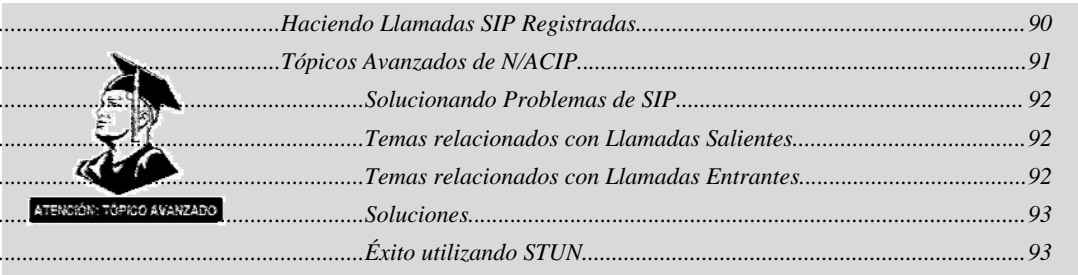 Haciendo Llamadas SIP Registradas........................................................................90
Tópicos Avanzados de N/ACIP..................................................................................91
Solucionando Problemas de SIP................................................................ 92
Temas relacionados con Llamadas Salientes..........................................92
Temas relacionados con Llamadas Entrantes.........................................92
ATENCIÓN: TÓPICO AVANZADO
Soluciones....................................................................................................93
Éxito utilizando STUN.................................................................................93